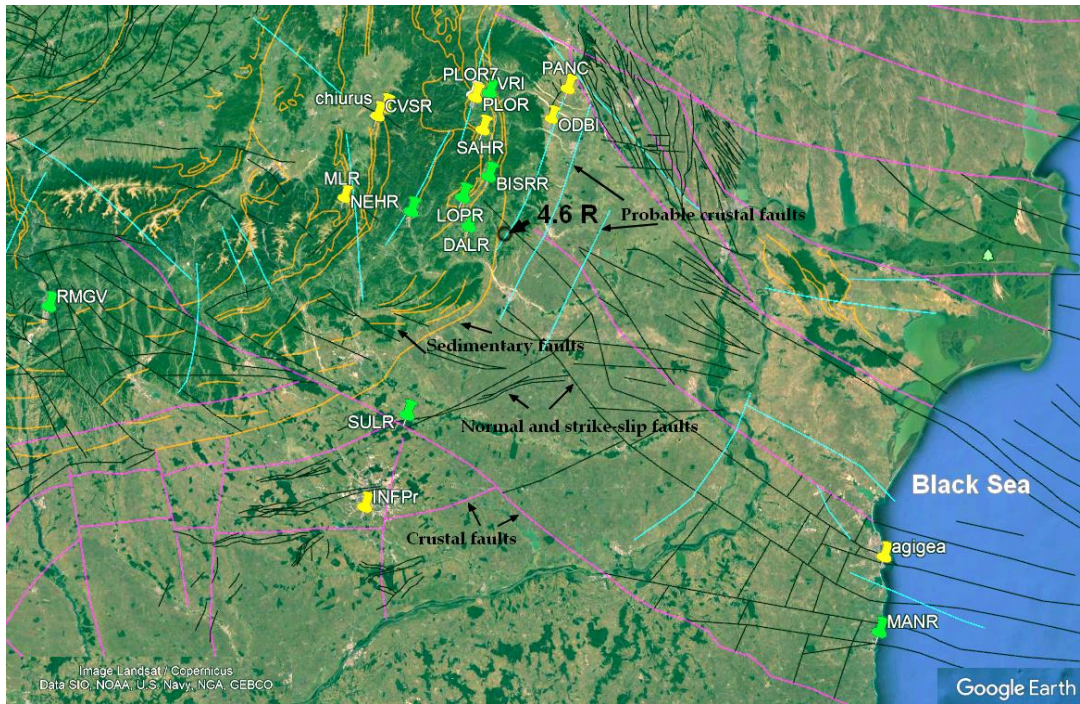 PLOR7
VRI
PANC
chiurus
CVSR
PLOR
ODBI
SAHR
MLR
BISRR
NEHR
LOPR
4.6 R
Probable crustal faults
DALR
RMGV
Sedimentary faults
SULR
Normal and strike-slip faults
Black Sea
INFPr
Crustal faults
agigea
MANR
Image Landsat / Copernicus
Data SIO, NOAA, U.S. Navy, NGA, GEBCO
Google Earth